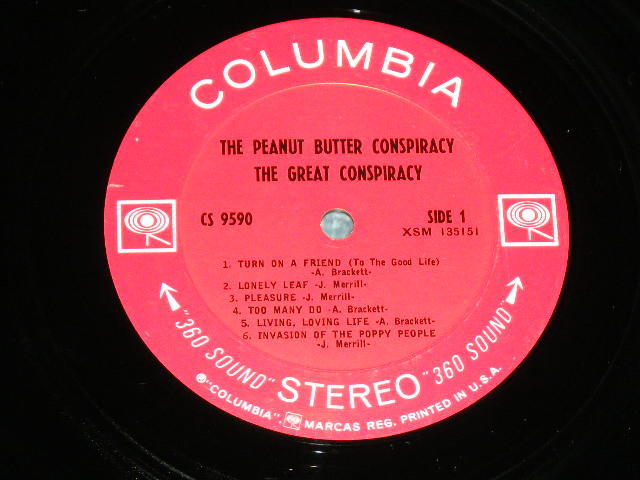 COLUMBIA
THE PEANUT BUTTER CONSPIRACY
THE GREAT CONSPIRACY
CS 9590
SIDE 1
XSM 135151
1. TURN ON A FRIEND (To The Good Life)
-A. Brackett-
2. LONELY LEAF -J. Merrill-
3. PLEASURE -J. Merrill-
4. TOO MANY DO -A. Brackett-
5. LIVING, LOVING LIFE -A. Brackett-
6. INVASION OF THE POPPY PEOPLE
-J. Merrill-
"360 SOUND" STEREO "360 SOUND"
®"COLUMBIA", MARCAS REG. PRINTED IN U.S.A.